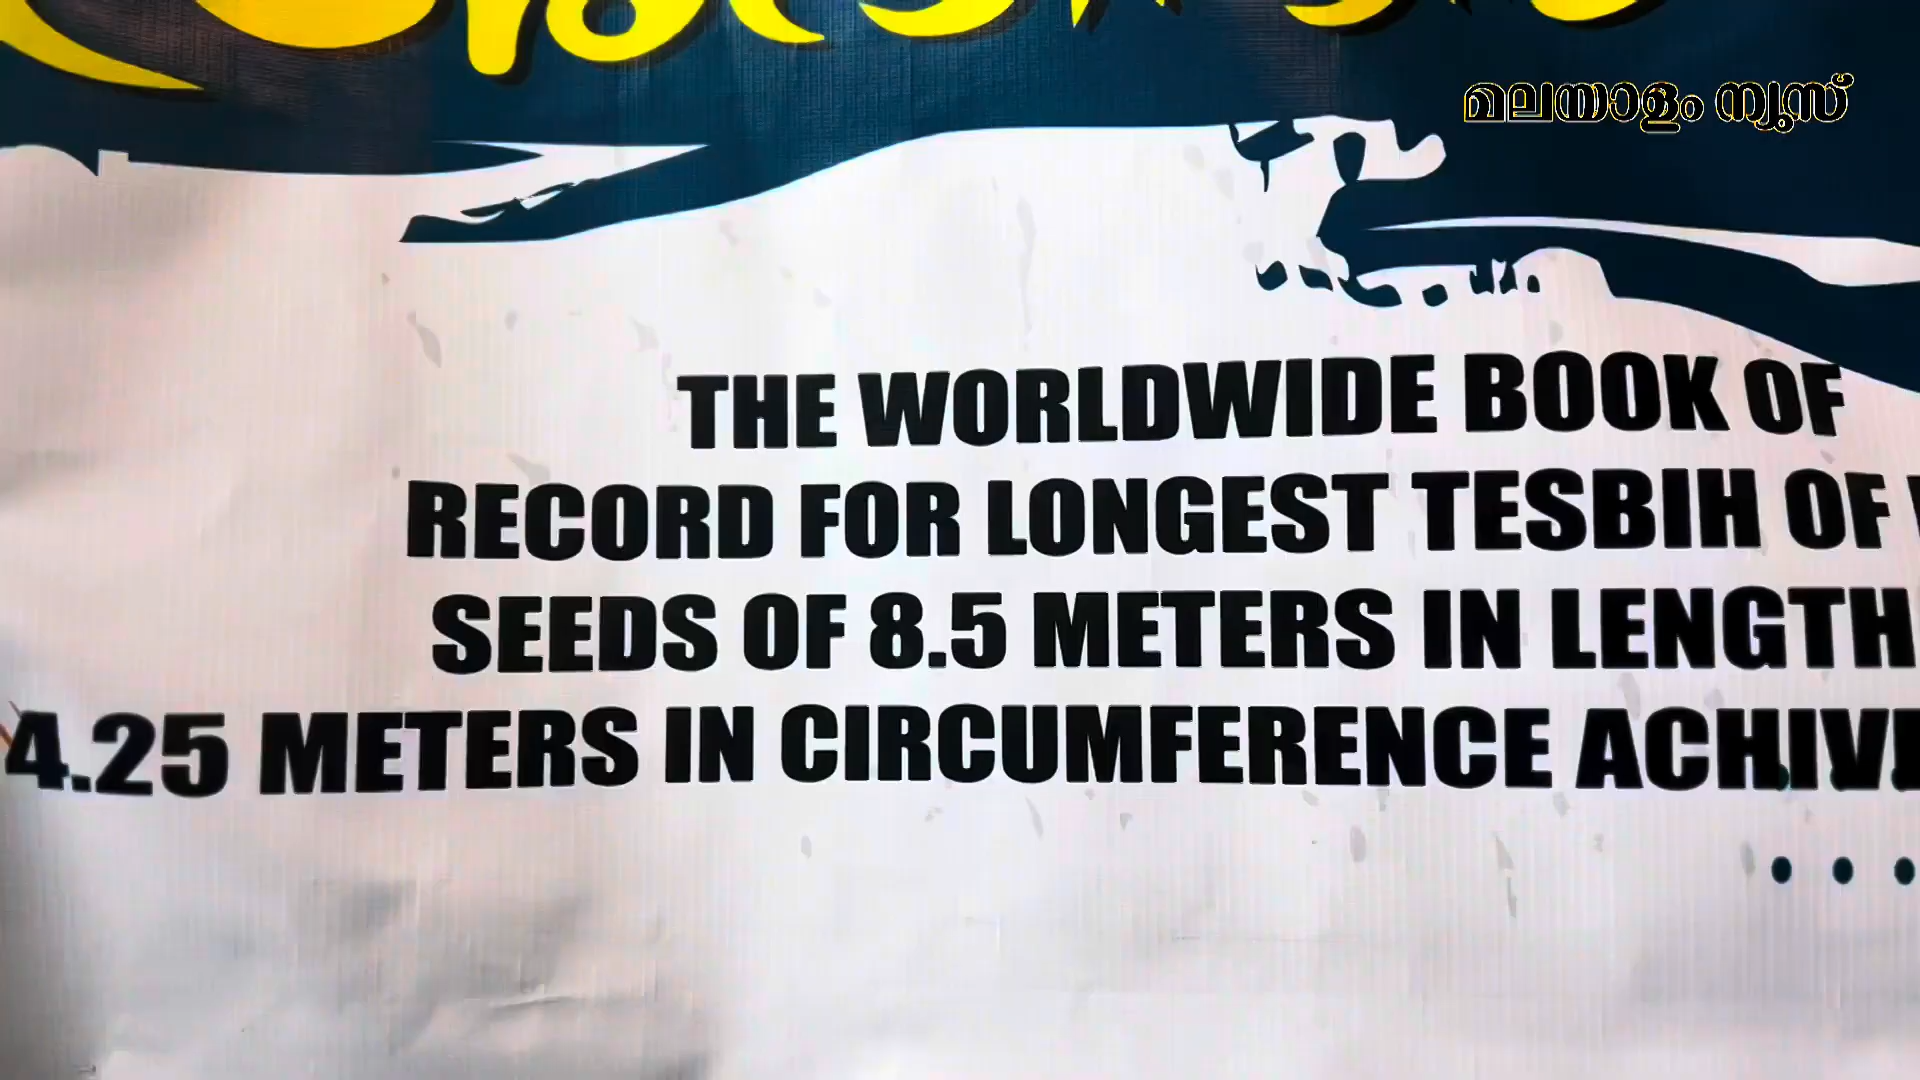 മലയാളം ന്യൂസ്
THE WORLDWIDE BOOK OF
RECORD FOR LONGEST TESBIH OF
SEEDS OF 8.5 METERS IN LENGTH
4.25 METERS IN CIRCUMFERENCE